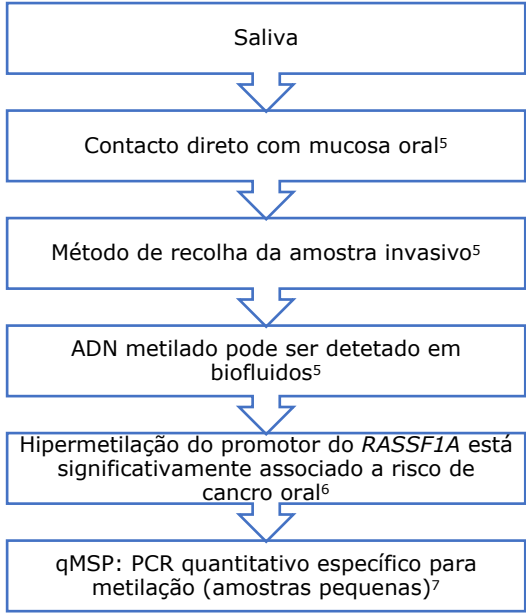 Saliva
Contacto direto com mucosa oral⁵
Método de recolha da amostra invasivo⁵
ADN metilado pode ser detetado em
biofluidos⁵
Hipermetilação do promotor do RASSF1A está
significativamente associado a risco de
cancro oral⁶
qMSP: PCR quantitativo específico para
metilação (amostras pequenas)⁷